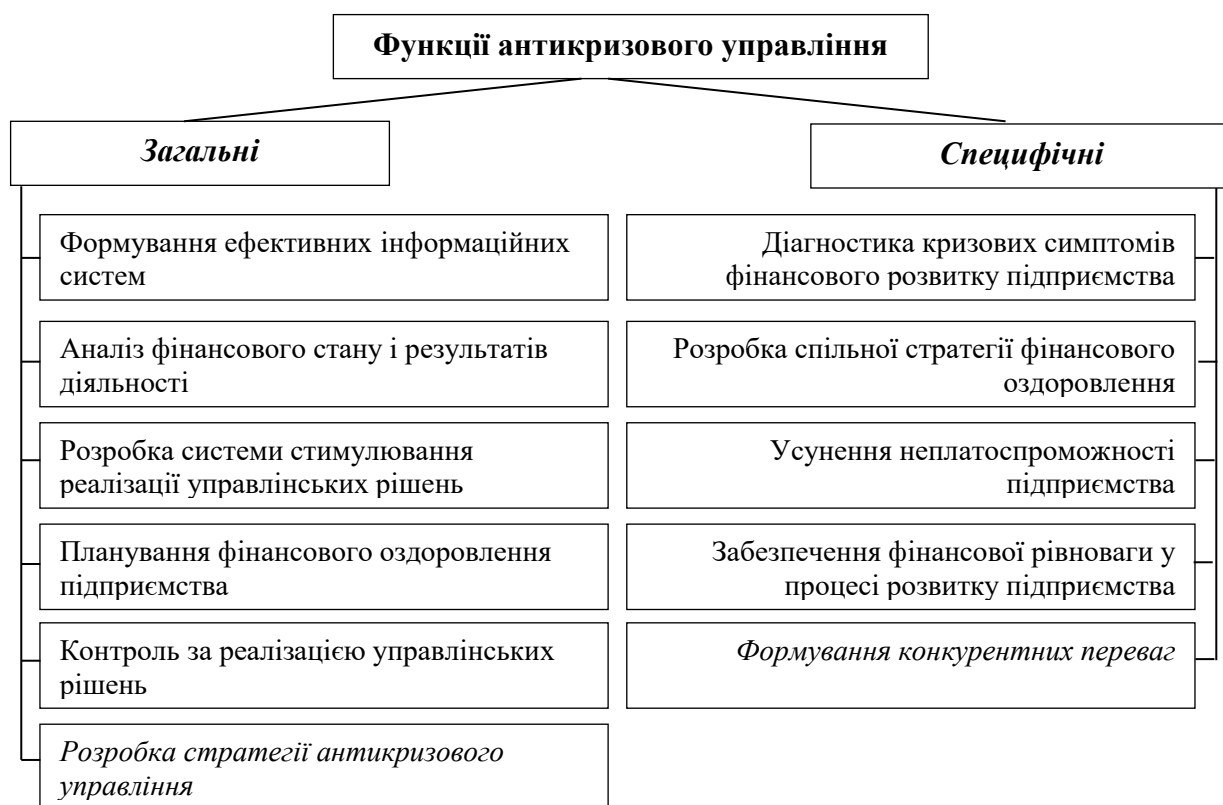 Функції антикризового управління
Загальні
Формування ефективних інформаційних
систем
Аналіз фінансового стану і результатів
діяльності
Розробка системи стимулювання
реалізації управлінських рішень
Планування фінансового оздоровлення
підприємства
Контроль за реалізацією управлінських
рішень
Розробка стратегії антикризового
управління
Специфічні
Діагностика кризових симптомів
фінансового розвитку підприємства
Розробка спільної стратегії фінансового
оздоровлення
Усунення неплатоспроможності
підприємства
Забезпечення фінансової рівноваги у
процесі розвитку підприємства
Формування конкурентних переваг